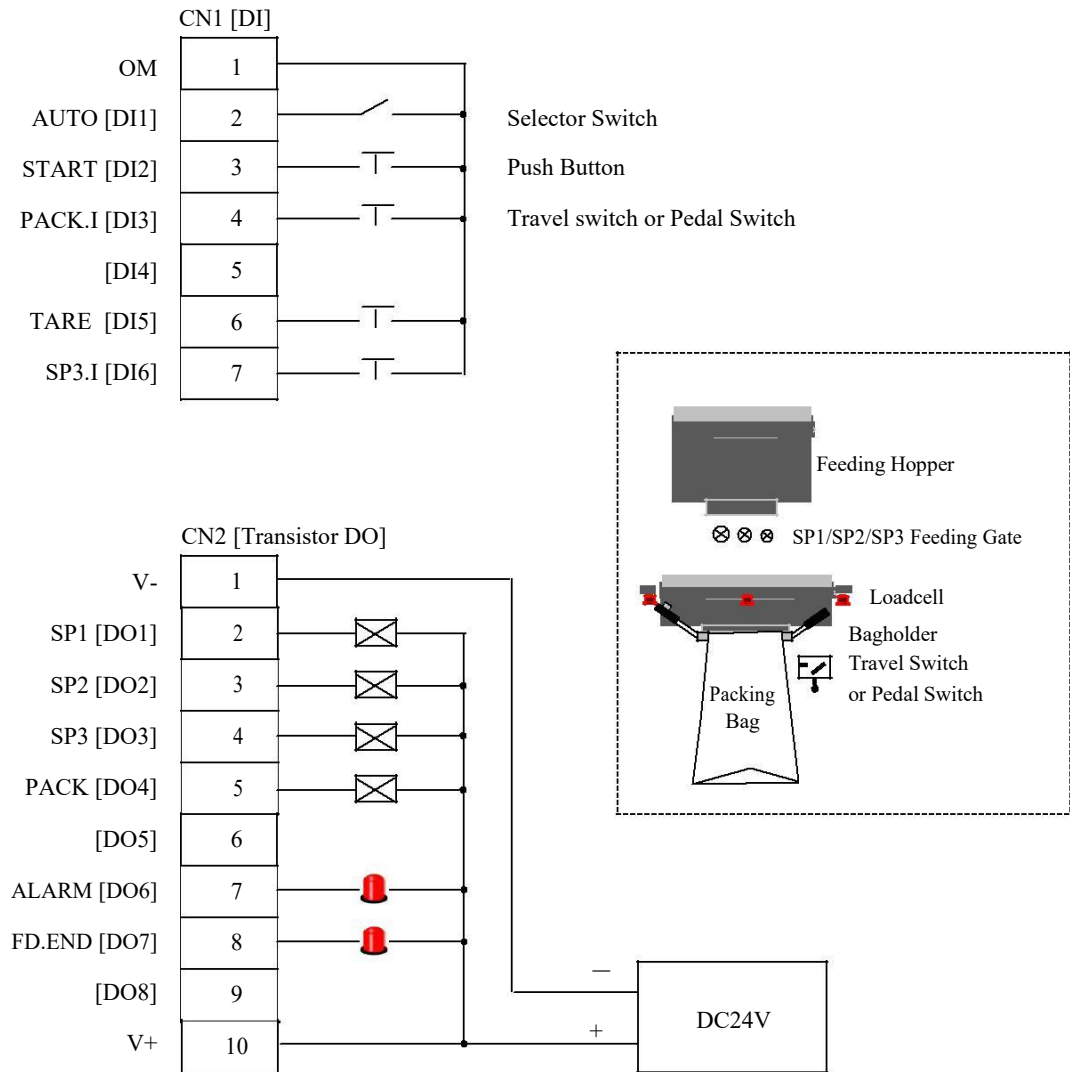 CN1 [DI]
OM 1
AUTO [DI1] 2 Selector Switch
START [DI2] 3 Push Button
PACK.I [DI3] 4 Travel switch or Pedal Switch
[DI4] 5
TARE [DI5] 6
SP3.I [DI6] 7
Feeding Hopper
SP1/SP2/SP3 Feeding Gate
Loadcell
Bagholder
Travel Switch
or Pedal Switch
Packing
Bag
CN2 [Transistor DO]
V- 1
SP1 [DO1] 2
SP2 [DO2] 3
SP3 [DO3] 4
PACK [DO4] 5
[DO5] 6
ALARM [DO6] 7
FD.END [DO7] 8
[DO8] 9
V+ 10
—
+
DC24V